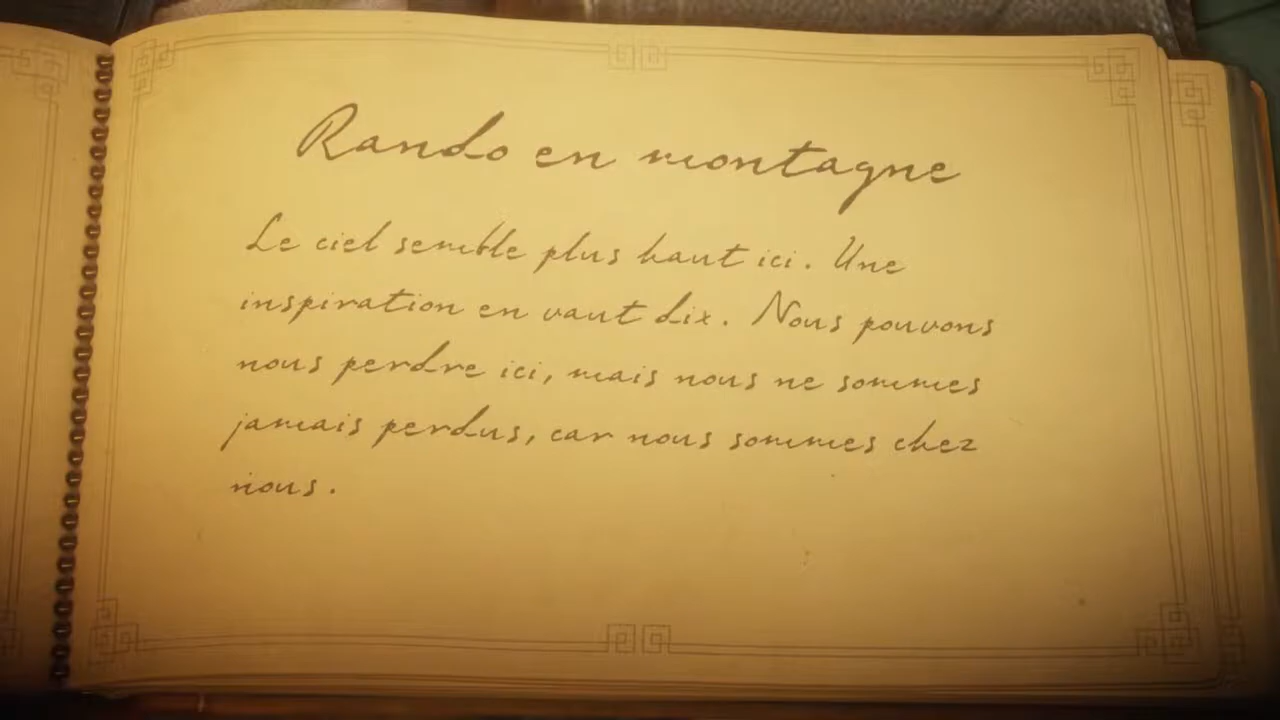 Rando en montagne
Le ciel semble plus haut ici. Une
inspiration en vaut dix. Nous pouvons
nous perdre ici, mais nous ne sommes
jamais perdus, car nous sommes chez
nous.